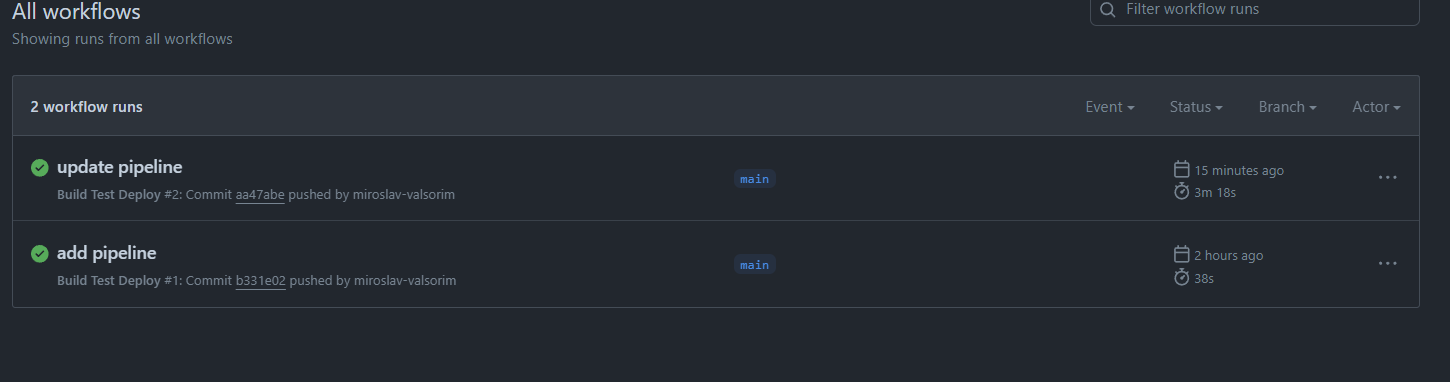 All workflows
Filter workflow runs
Showing runs from all workflows
2 workflow runs
Event
Status
Branch
Actor
update pipeline
Build Test Deploy #2: Commit aa47abe pushed by miroslav-valsorim
main
15 minutes ago
3m 18s
add pipeline
Build Test Deploy #1: Commit b331e02 pushed by miroslav-valsorim
main
2 hours ago
38s